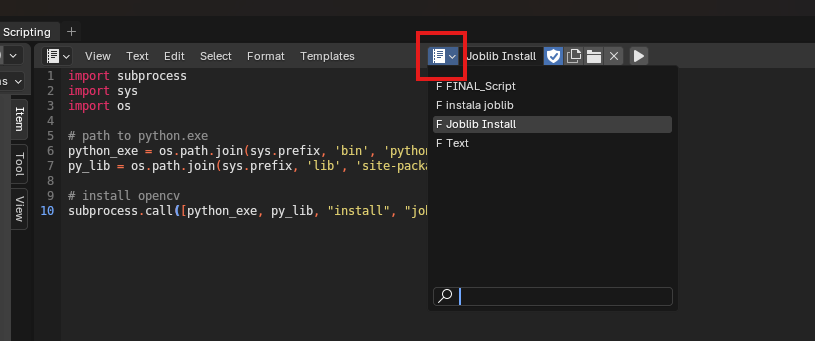 Scripting +
View Text Edit Select Format Templates Joblib Install
1 import subprocess
2 import sys
3 import os
4
5 # path to python.exe
6 python_exe = os.path.join(sys.prefix, 'bin', 'python
7 py_lib = os.path.join(sys.prefix, 'lib', 'site-packa
8
9 # install opencv
10 subprocess.call([python_exe, py_lib, "install", "jo
F FINAL_Script
F instala joblib
F Joblib Install
F Text
Item
Tool
View